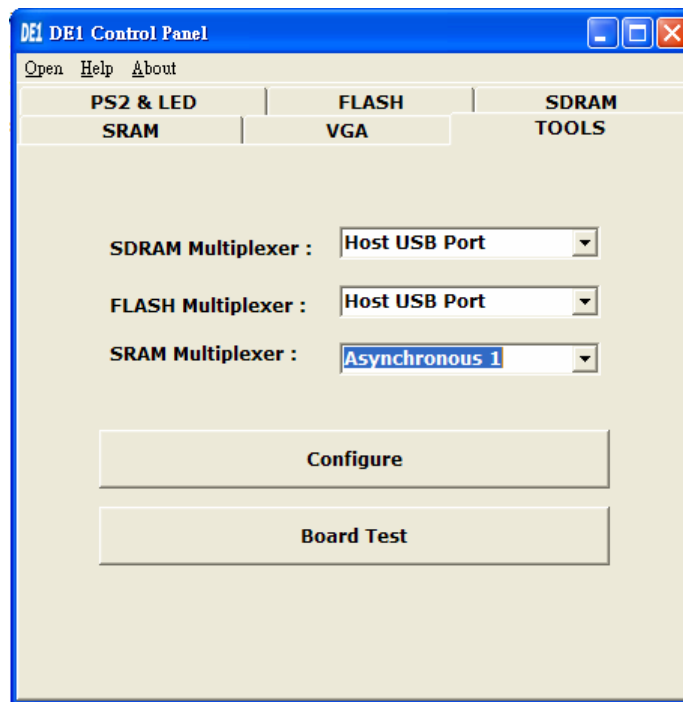 DE1 DE1 Control Panel
Open Help About
PS2 & LED FLASH SDRAM
SRAM VGA TOOLS
SDRAM Multiplexer : Host USB Port
FLASH Multiplexer : Host USB Port
SRAM Multiplexer : Asynchronous 1
Configure
Board Test